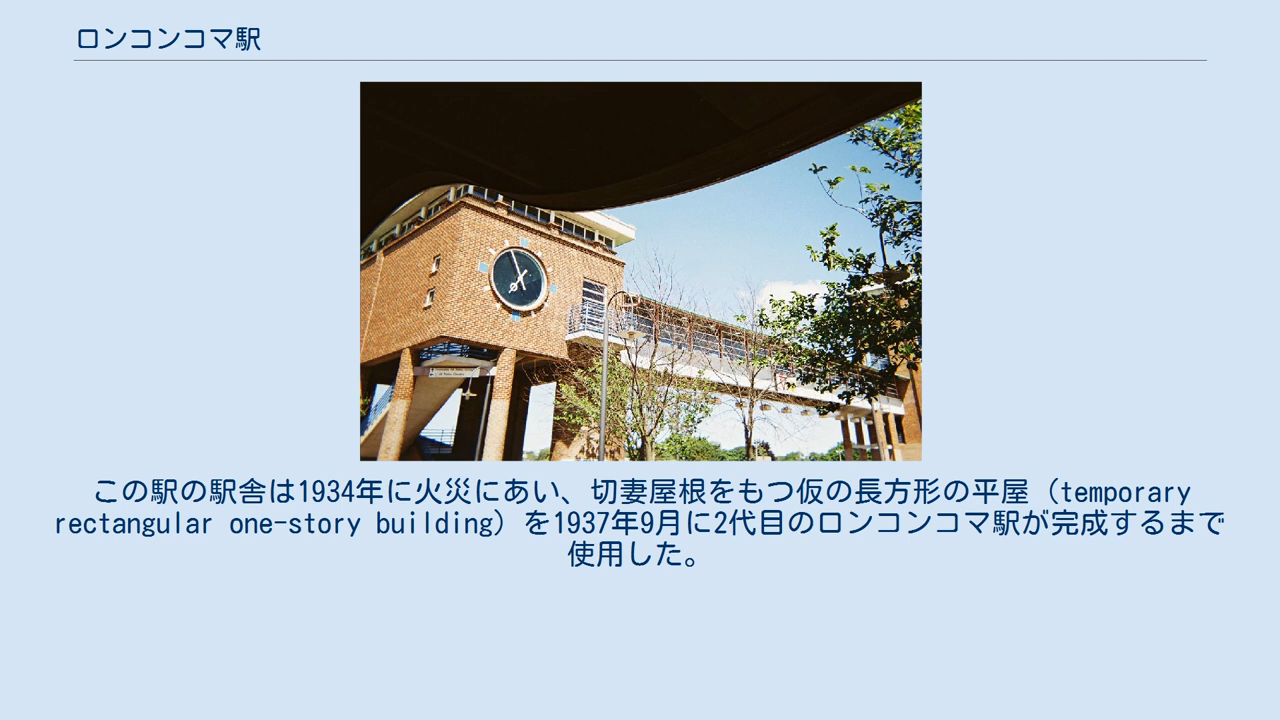 ロンコンコマ駅
この駅の駅舎は1934年に火災にあい、切妻屋根をもつ仮の長方形の平屋（temporary
rectangular one-story building）を1937年9月に2代目のロンコンコマ駅が完成するまで
使用した。